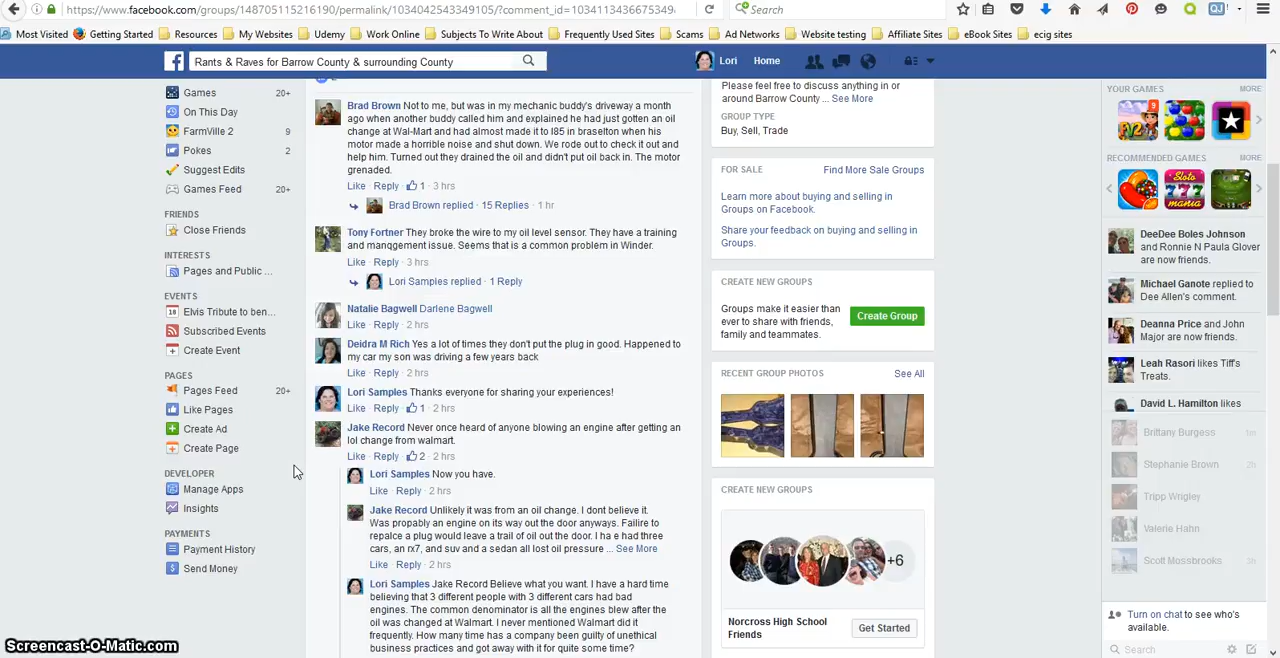 https://www.facebook.com/groups/148705115216190/permalink/1034042543349105/?comment_id=1034113436675349&
Search
Most Visited Getting Started Resources My Websites Udemy Work Online Subjects To Write About Frequently Used Sites Scams Ad Networks Website testing Affiliate Sites eBook Sites ecig sites
Rants & Raves for Barrow County & surrounding County
Lori Home
Games 20+
On This Day
FarmVille 2 9
Pokes 2
Suggest Edits
Games Feed 20+
FRIENDS
Close Friends
INTERESTS
Pages and Public ...
EVENTS
Elvis Tribute to ben...
Subscribed Events
Create Event
PAGES
Pages Feed 20+
Like Pages
Create Ad
Create Page
DEVELOPER
Manage Apps
Insights
PAYMENTS
Payment History
Send Money
Brad Brown Not to me, but was in my mechanic buddy's driveway a month
ago when another buddy called him and explained he had just gotten an oil
change at Wal-Mart and had almost made it to I85 in braselton when his
motor made a horrible noise and shut down. We rode out to check it out and
help him. Turned out they drained the oil and didn't put oil back in. The motor
grenaded.
Like · Reply · 1 · 3 hrs
Brad Brown replied · 15 Replies · 1 hr
Tony Fortner They broke the wire to my oil level sensor. They have a training
and manqgement issue. Seems that is a common problem in Winder.
Like · Reply · 3 hrs
Lori Samples replied · 1 Reply
Natalie Bagwell Darlene Bagwell
Like · Reply · 2 hrs
Deidra M Rich Yes a lot of times they don't put the plug in good. Happened to
my car my son was driving a few years back
Like · Reply · 2 hrs
Lori Samples Thanks everyone for sharing your experiences!
Like · Reply · 1 · 2 hrs
Jake Record Never once heard of anyone blowing an engine after getting an
lol change from walmart.
Like · Reply · 2 · 2 hrs
Lori Samples Now you have.
Like · Reply · 2 hrs
Jake Record Unlikely it was from an oil change. I dont believe it.
Was propably an engine on its way out the door anyways. Failire to
repalce a plug would leave a trail of oil out the door. I ha e had three
cars, an rx7, and suv and a sedan all lost oil pressure ... See More
Like · Reply · 2 hrs
Lori Samples Jake Record Believe what you want. I have a hard time
believing that 3 different people with 3 different cars had bad
engines. The common denominator is all the engines blew after the
oil was changed at Walmart. I never mentioned Walmart did it
frequently. How many time has a company been guilty of unethical
business practices and got away with it for quite some time?
Please feel free to discuss anything in or
around Barrow County ... See More
GROUP TYPE
Buy, Sell, Trade
FOR SALE Find More Sale Groups
Learn more about buying and selling in
Groups on Facebook.
Share your feedback on buying and selling in
Groups.
CREATE NEW GROUPS
Groups make it easier than
ever to share with friends,
family and teammates.
Create Group
RECENT GROUP PHOTOS See All
CREATE NEW GROUPS
+6
Norcross High School
Friends
Get Started
YOUR GAMES MORE
9
RECOMMENDED GAMES MORE
DeeDee Boles Johnson
and Ronnie N Paula Glover
are now friends.
Michael Ganote replied to
Dee Allen's comment.
Deanna Price and John
Major are now friends.
Leah Rasori likes Tiff's
Treats.
David L. Hamilton likes
Brittany Burgess 1m
Stephanie Brown 2h
Tripp Wrigley
Valerie Hahn
Scott Mossbrooks 3h
Turn on chat to see who's
available.
Search
Screencast-O-Matic.com